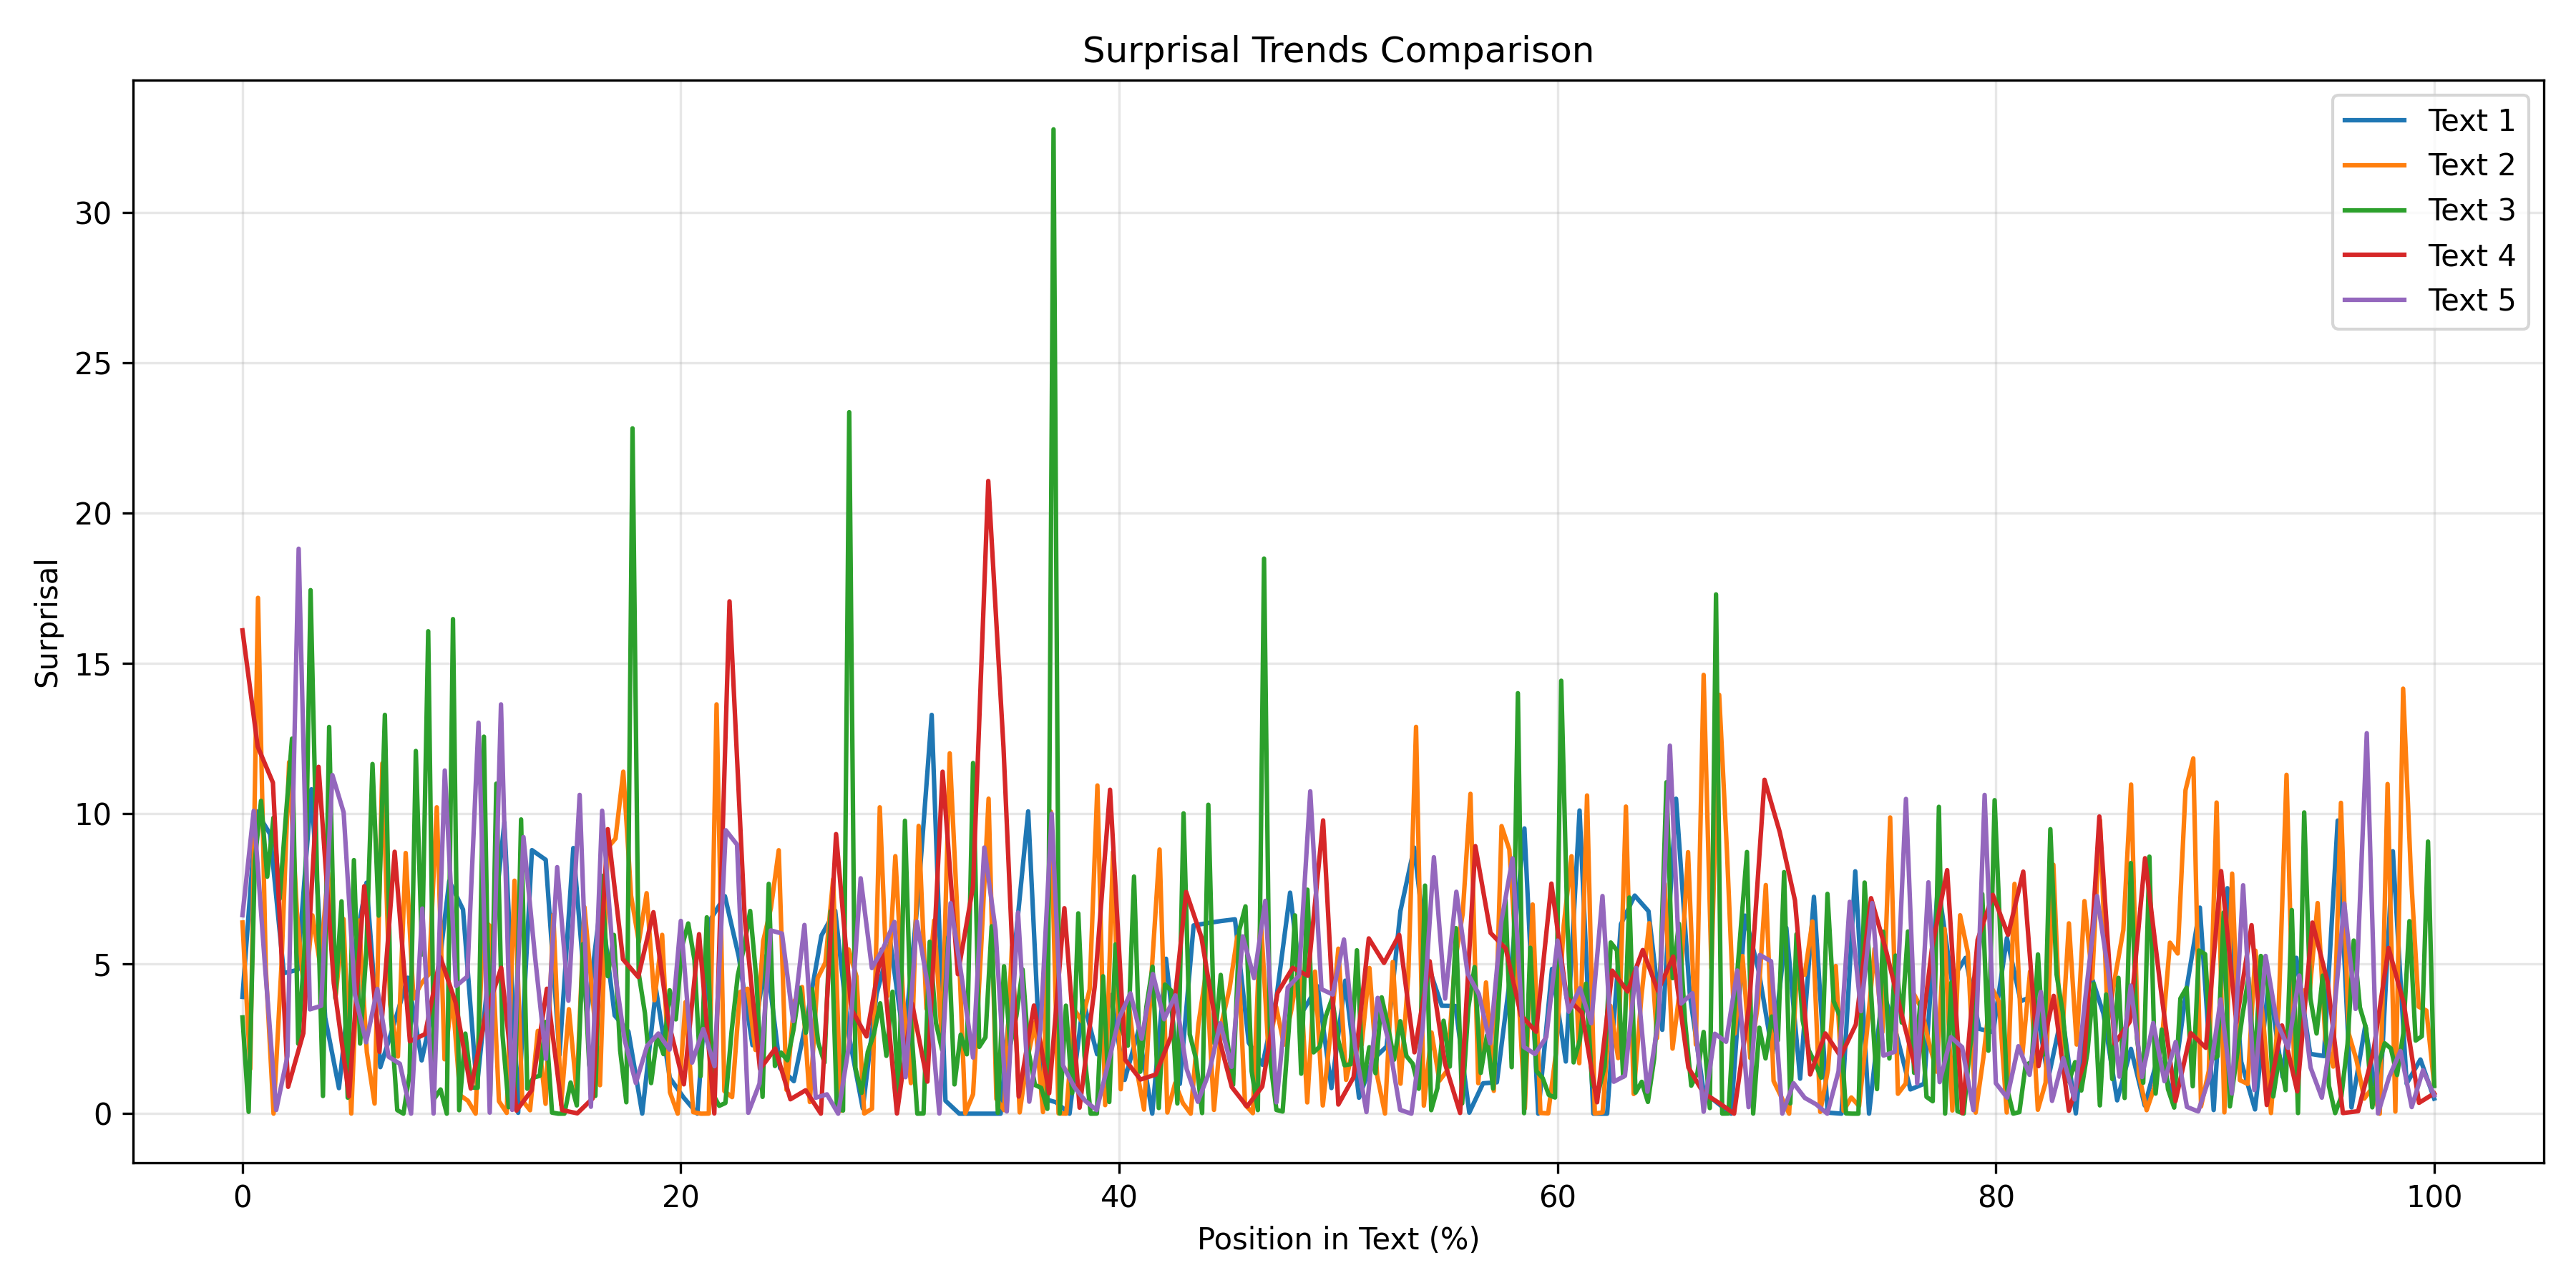 Surprisal Trends Comparison
Text 1
Text 2
Text 3
Text 4
Text 5
30
25
20
15
10
5
0
Surprisal
0 20 40 60 80 100
Position in Text (%)